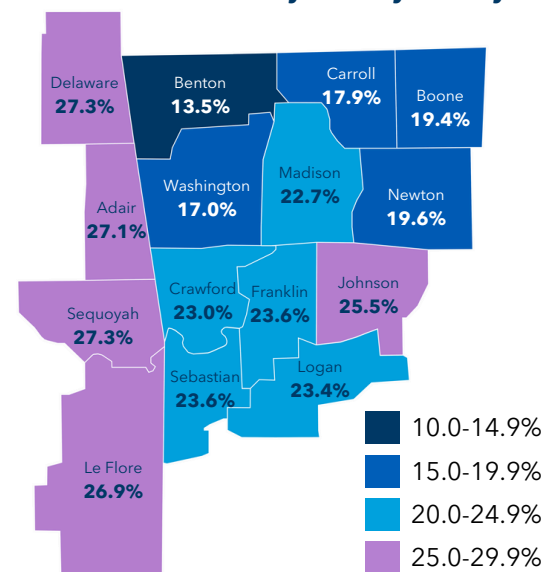 Delaware
27.3%
Benton
13.5%
Carroll
17.9%
Boone
19.4%
Washington
17.0%
Madison
22.7%
Newton
19.6%
Adair
27.1%
Sequoyah
27.3%
Crawford
23.0%
Franklin
23.6%
Johnson
25.5%
Sebastian
23.6%
Logan
23.4%
Le Flore
26.9%
10.0-14.9%
15.0-19.9%
20.0-24.9%
25.0-29.9%